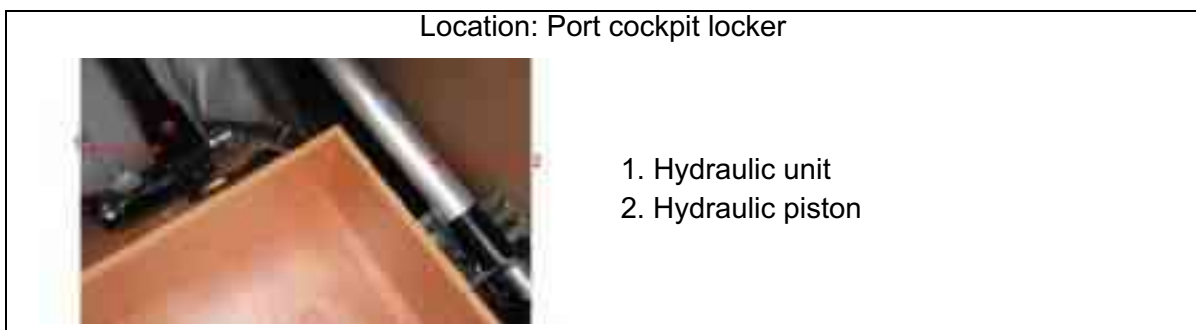 Location: Port cockpit locker
1. Hydraulic unit
2. Hydraulic piston